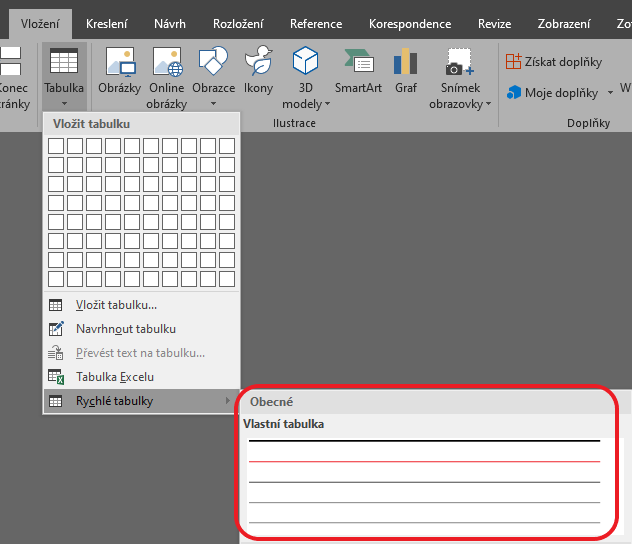 Vložení Kreslení Návrh Rozložení Reference Korespondence Revize Zobrazení
Konec
stránky
Tabulka
Obrázky
Online
obrázky
Obrazce
Ikony
3D
modely
SmartArt
Graf
Snímek
obrazovky
Ilustrace
Získat doplňky
Moje doplňky
W
Doplňky
Vložit tabulku
Vložit tabulku...
Navrhnout tabulku
Převést text na tabulku...
Tabulka Excelu
Rychlé tabulky
Obecné
Vlastní tabulka